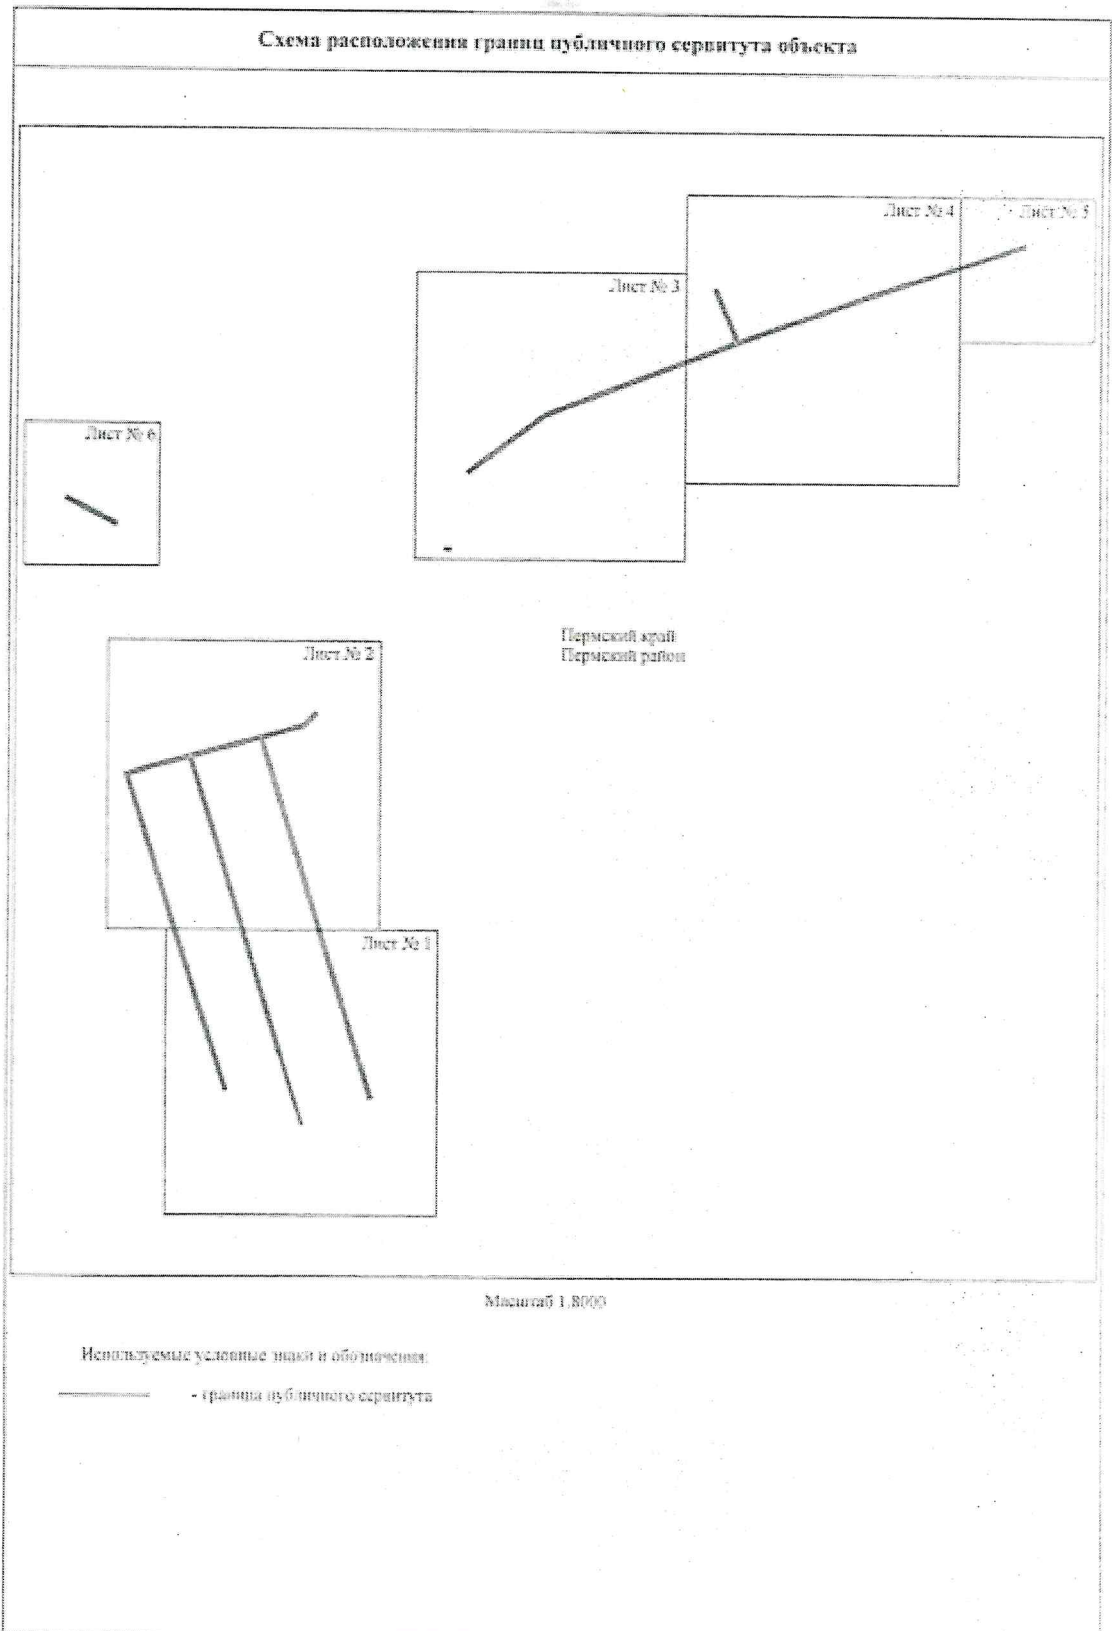 Схема расположения границ публичного сервитута объекта
Лист № 4
Лист № 5
Лист № 3
Лист № 6
Пермский край
Пермский район
Лист № 2
Лист № 1
Масштаб 1:8000
Используемые условные знаки и обозначения:
- граница публичного сервитута